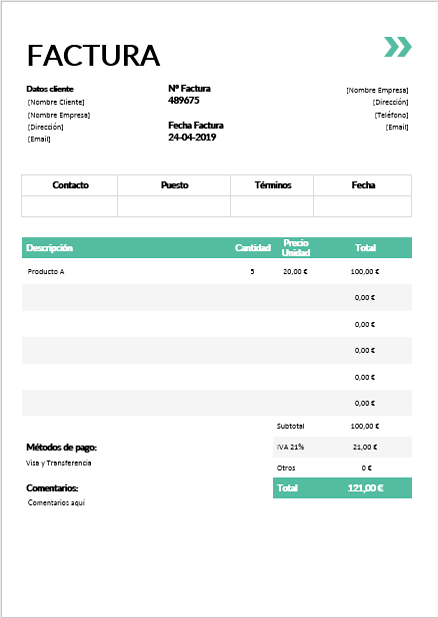 FACTURA
Datos cliente
[Nombre Cliente]
[Nombre Empresa]
[Dirección]
[Email]
Nº Factura
489675
Fecha Factura
24-04-2019
[Nombre Empresa]
[Dirección]
[Teléfono]
[Email]
Contacto Puesto Términos Fecha
Descripción Cantidad Precio Unidad Total
Producto A 5 20,00 € 100,00 €
0,00 €
0,00 €
0,00 €
0,00 €
0,00 €
Subtotal 100,00 €
IVA 21% 21,00 €
Otros 0 €
Total 121,00 €
Métodos de pago:
Visa y Transferencia
Comentarios:
Comentarios aquí